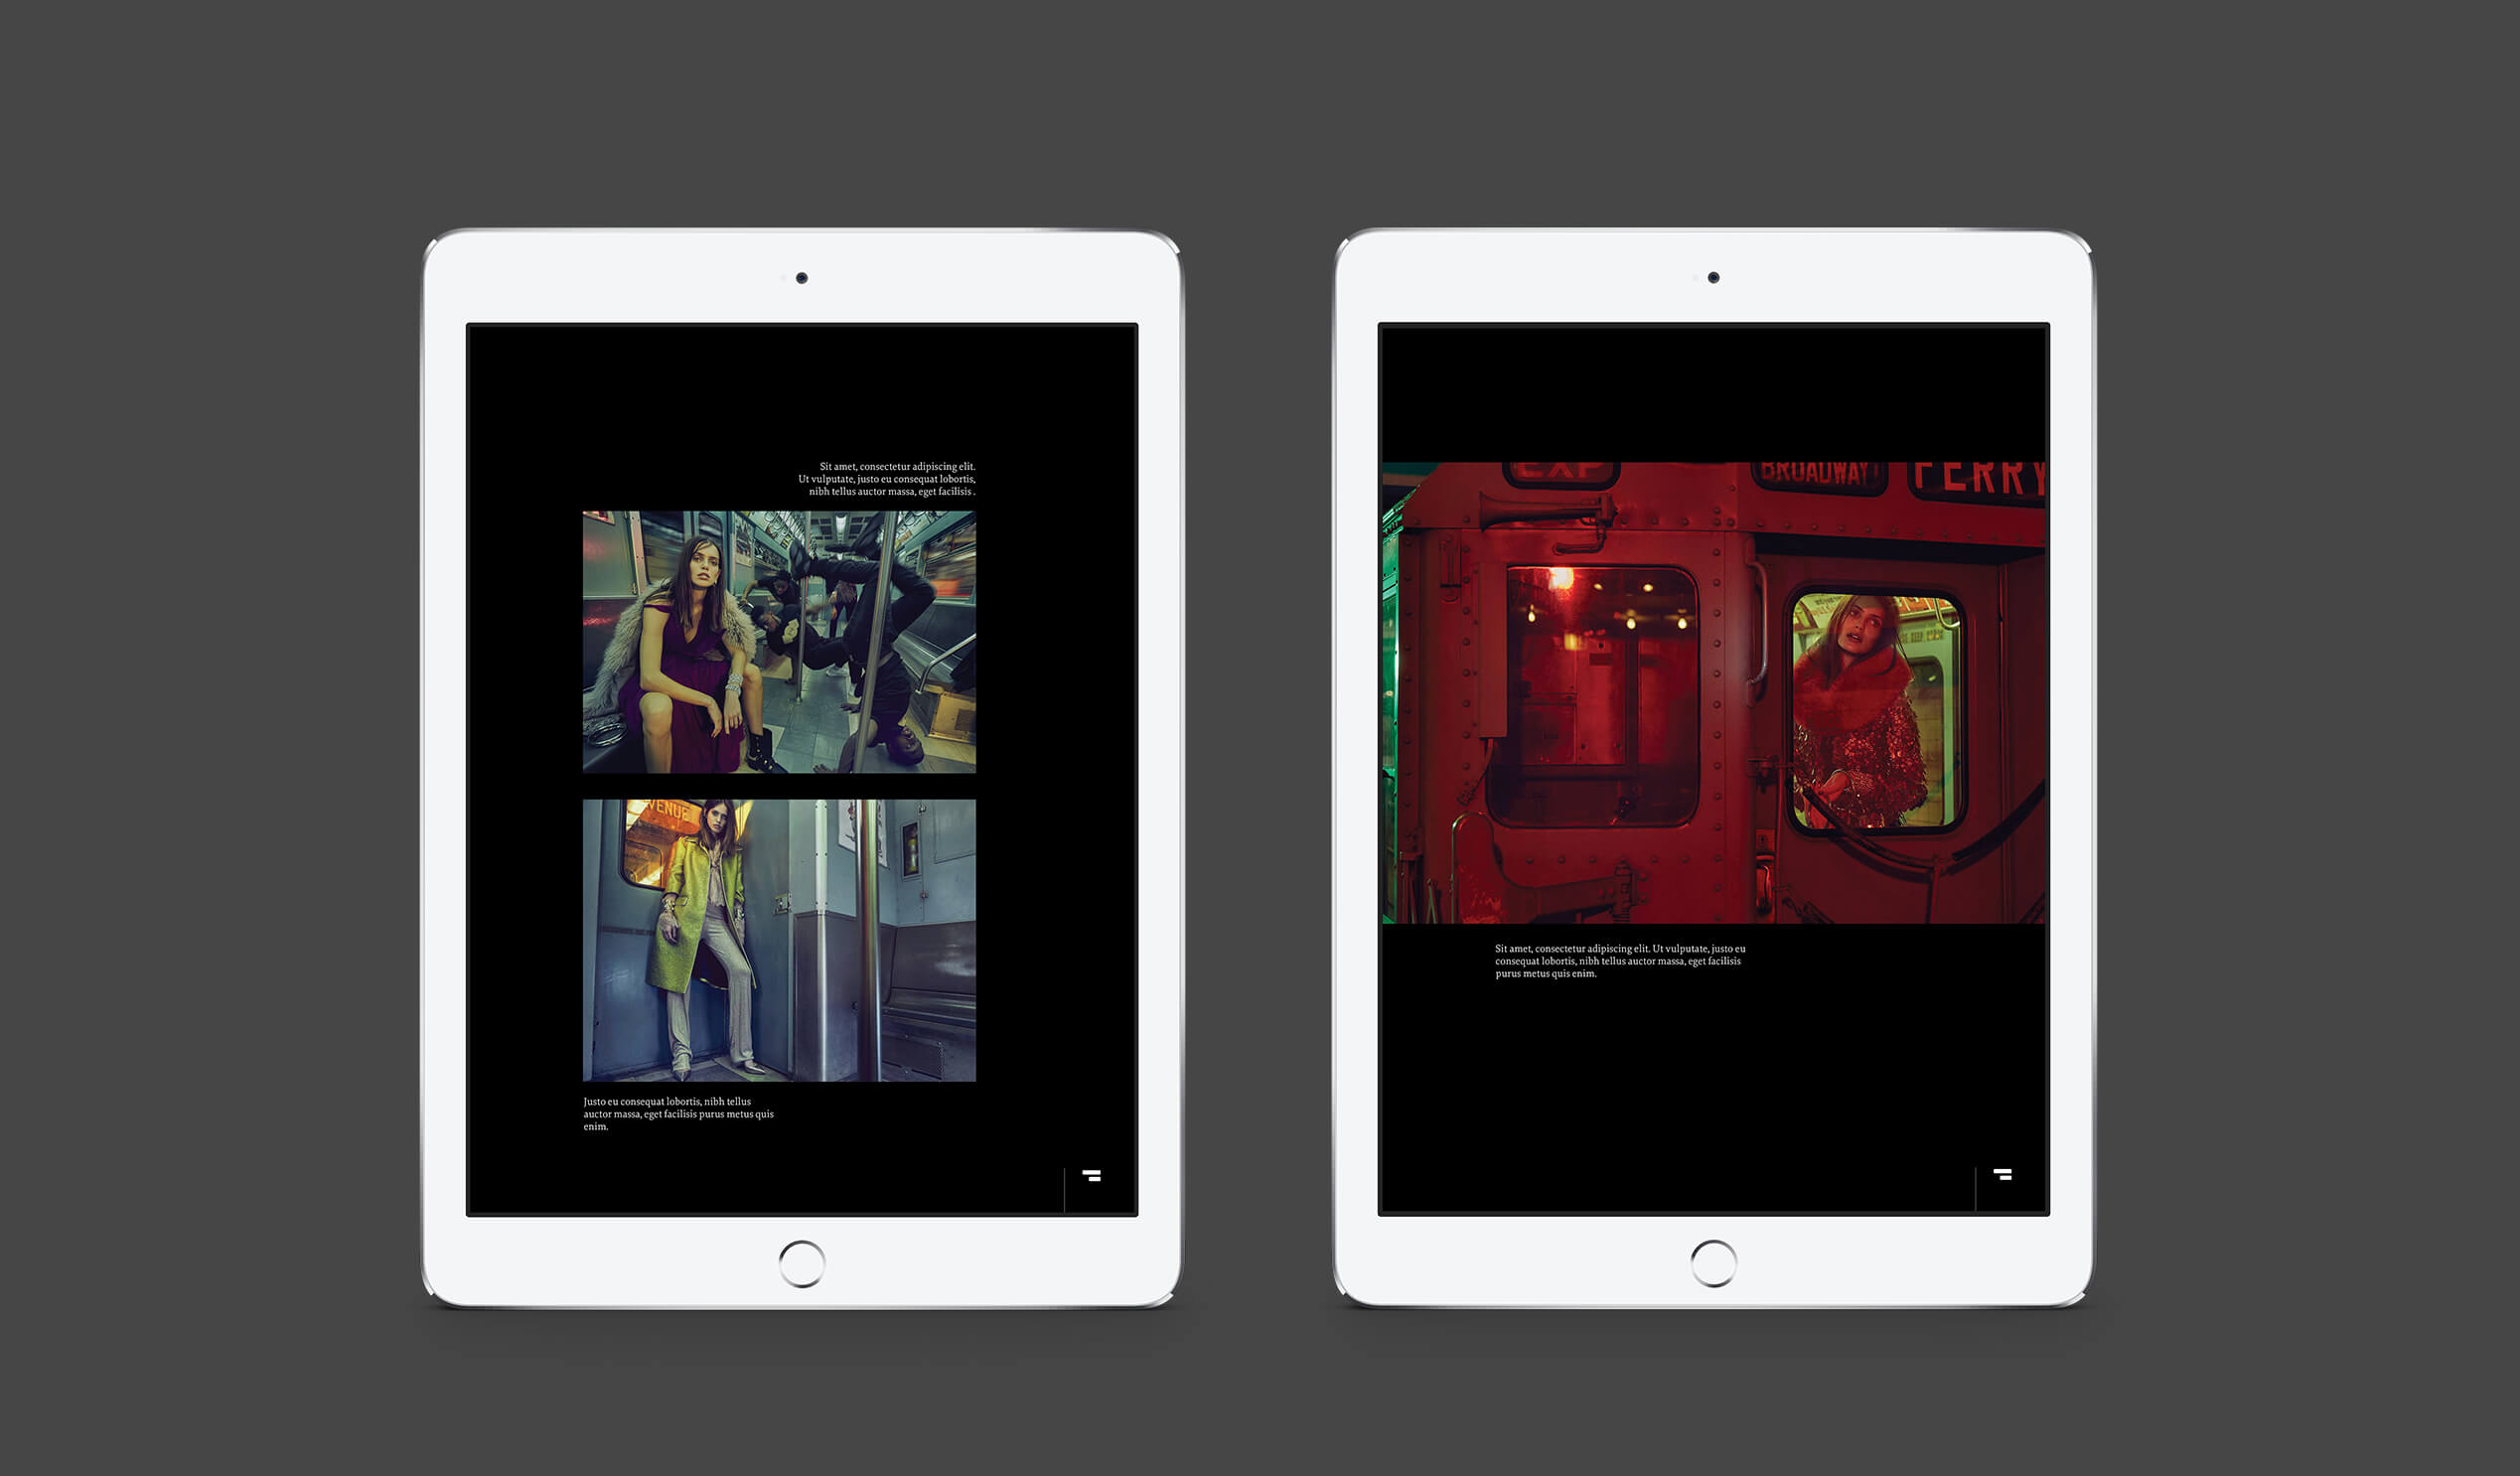 Sit amet, consectetur adipiscing elit.
Ut vulputate, justo eu consequat lobortis,
nibh tellus auctor massa, eget facilisis .
VENUE
Justo eu consequat lobortis, nibh tellus
auctor massa, eget facilisis purus metus quis
enim.
EXP
BROADWAY
FERRY
Sit amet, consectetur adipiscing elit. Ut vulputate, justo eu
consequat lobortis, nibh tellus auctor massa, eget facilisis
purus metus quis enim.